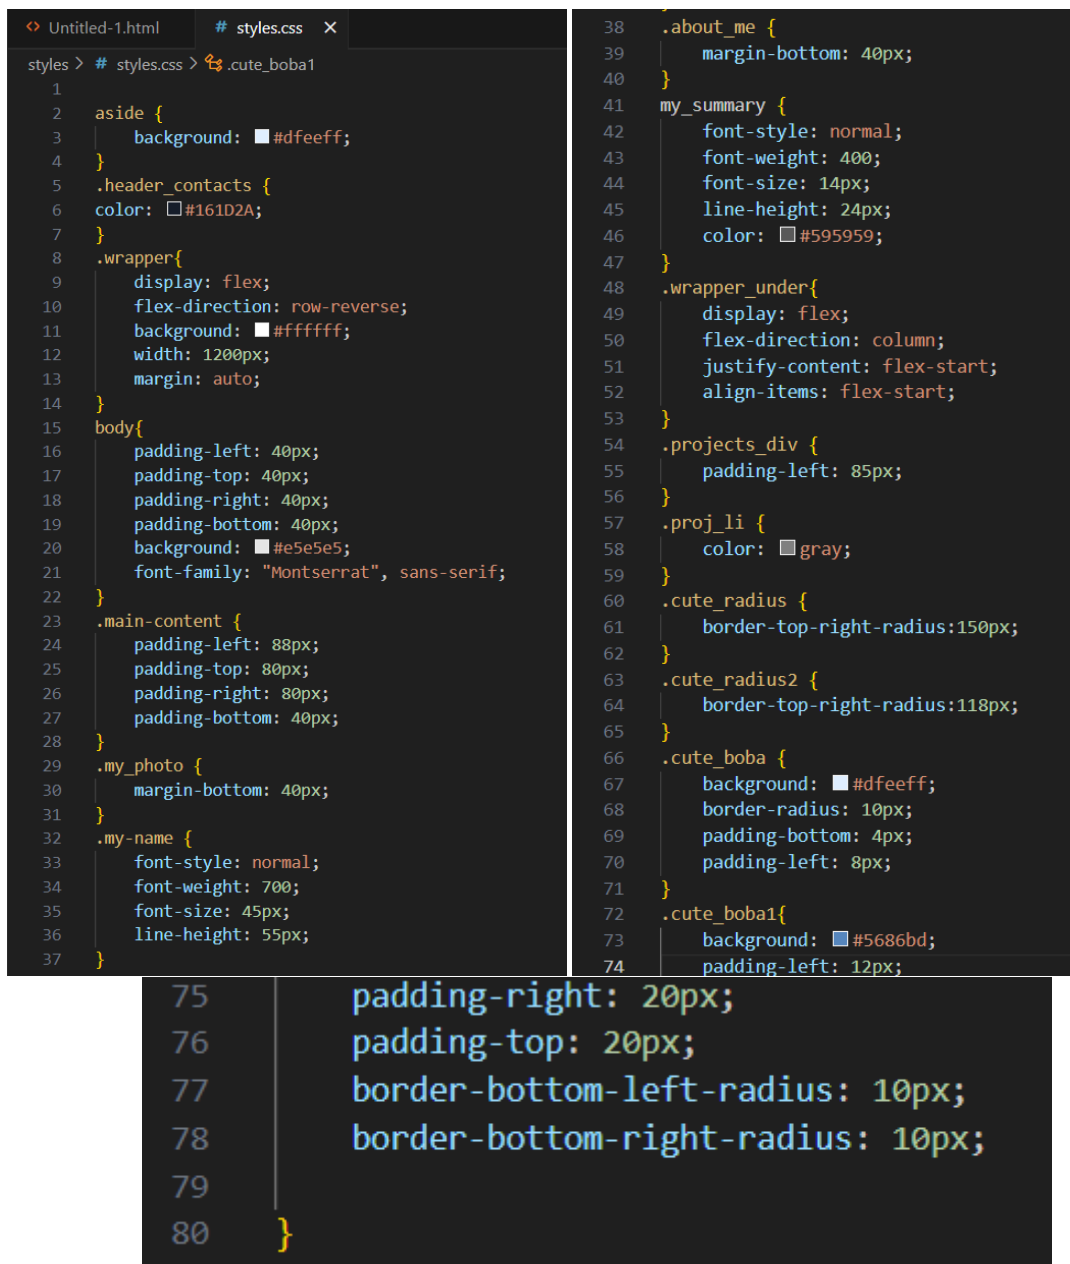 Untitled-1.html # styles.css ×
styles > # styles.css > .cute_boba1
1
2 aside {
3 background: #dfeeff;
4 }
5 .header_contacts {
6 color: #161D2A;
7 }
8 .wrapper{
9 display: flex;
10 flex-direction: row-reverse;
11 background: #ffffff;
12 width: 1200px;
13 margin: auto;
14 }
15 body{
16 padding-left: 40px;
17 padding-top: 40px;
18 padding-right: 40px;
19 padding-bottom: 40px;
20 background: #e5e5e5;
21 font-family: "Montserrat", sans-serif;
22 }
23 .main-content {
24 padding-left: 88px;
25 padding-top: 80px;
26 padding-right: 80px;
27 padding-bottom: 40px;
28 }
29 .my_photo {
30 margin-bottom: 40px;
31 }
32 .my-name {
33 font-style: normal;
34 font-weight: 700;
35 font-size: 45px;
36 line-height: 55px;
37 }
38 .about_me {
39 margin-bottom: 40px;
40 }
41 my_summary {
42 font-style: normal;
43 font-weight: 400;
44 font-size: 14px;
45 line-height: 24px;
46 color: #595959;
47 }
48 .wrapper_under{
49 display: flex;
50 flex-direction: column;
51 justify-content: flex-start;
52 align-items: flex-start;
53 }
54 .projects_div {
55 padding-left: 85px;
56 }
57 .proj_li {
58 color: gray;
59 }
60 .cute_radius {
61 border-top-right-radius:150px;
62 }
63 .cute_radius2 {
64 border-top-right-radius:118px;
65 }
66 .cute_boba {
67 background: #dfeeff;
68 border-radius: 10px;
69 padding-bottom: 4px;
70 padding-left: 8px;
71 }
72 .cute_boba1{
73 background: #5686bd;
74 padding-left: 12px;
75 padding-right: 20px;
76 padding-top: 20px;
77 border-bottom-left-radius: 10px;
78 border-bottom-right-radius: 10px;
79
80 }